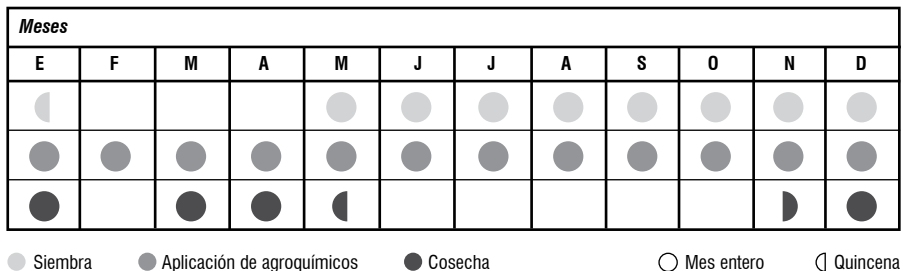 Meses
E F M A M J J A S O N D
Siembra Aplicación de agroquímicos Cosecha Mes entero Quincena